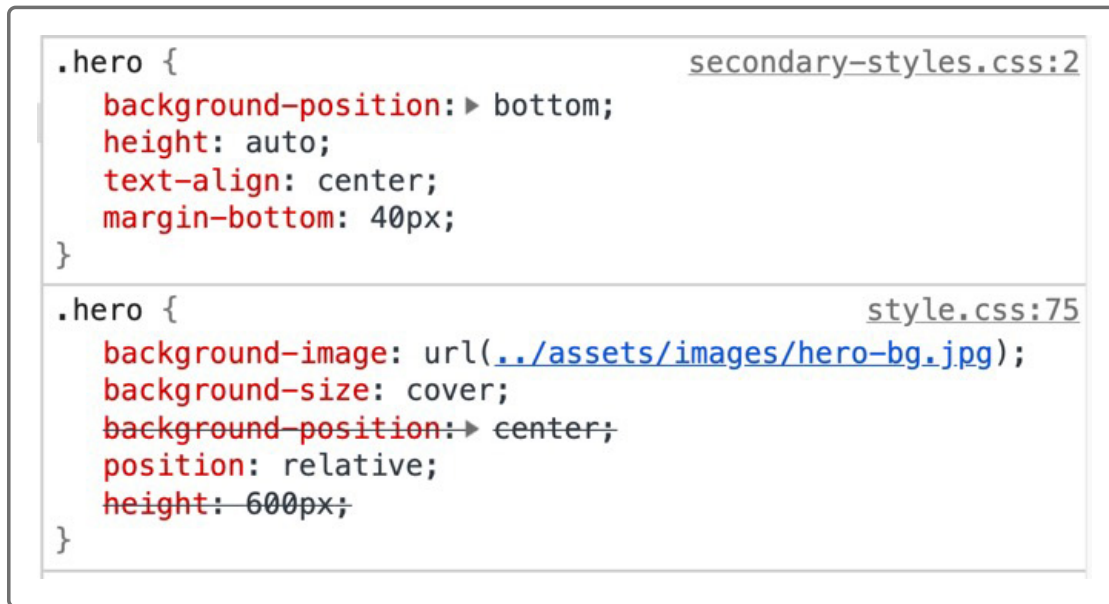 .hero { secondary-styles.css:2
background-position:▶ bottom;
height: auto;
text-align: center;
margin-bottom: 40px;
}
.hero { style.css:75
background-image: url(../assets/images/hero-bg.jpg);
background-size: cover;
background-position:▶ center;
position: relative;
height: 600px;
}